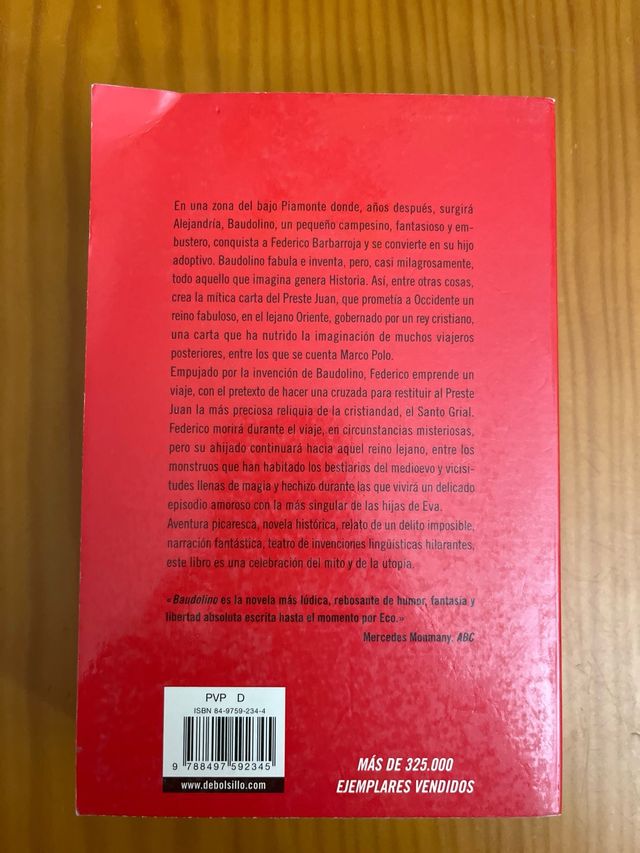 En una zona del bajo Piamonte donde, años después, surgirá
Alejandría, Baudolino, un pequeño campesino, fantasioso y em-
bustero, conquista a Federico Barbarroja y se convierte en su hijo
adoptivo. Baudolino fabula e inventa, pero, casi milagrosamente,
todo aquello que imagina genera Historia. Así, entre otras cosas,
crea la mítica carta del Preste Juan, que prometía a Occidente un
reino fabuloso, en el lejano Oriente, gobernado por un rey cristiano,
una carta que ha nutrido la imaginación de muchos viajeros
posteriores, entre los que se cuenta Marco Polo.
Empujado por la invención de Baudolino, Federico emprende un
viaje, con el pretexto de hacer una cruzada para restituir al Preste
Juan la más preciosa reliquia de la cristiandad, el Santo Grial.
Federico morirá durante el viaje, en circunstancias misteriosas,
pero su ahijado continuará hacia aquel reino lejano, entre los
monstruos que han habitado los bestiarios del medioevo y vicisi-
tudes llenas de magia y hechizo durante las que vivirá un delicado
episodio amoroso con la más singular de las hijas de Eva.
Aventura picaresca, novela histórica, relato de un delito imposible,
narración fantástica, teatro de invenciones lingüísticas hilarantes,
este libro es una celebración del mito y de la utopía.
«Baudolino es la novela más lúdica, rebosante de humor, fantasía y
libertad absoluta escrita hasta el momento por Eco.»
Mercedes Monmany. ABC
PVP D
ISBN 84-9759-234-4
9 788497 592345
www.debolsillo.com
MÁS DE 325.000
EJEMPLARES VENDIDOS